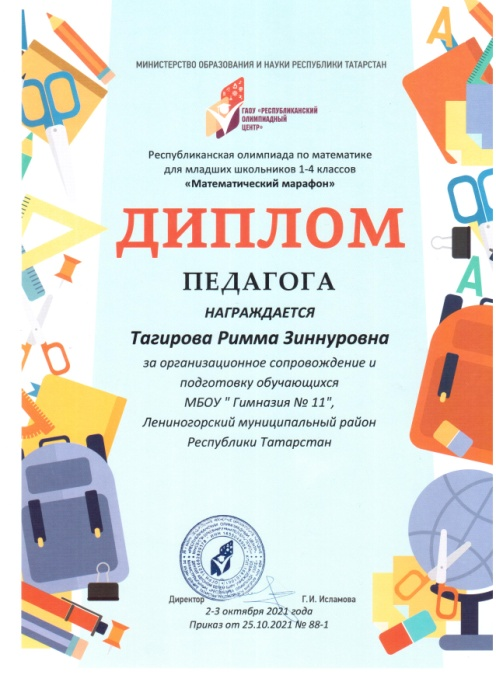 МИНИСТЕРСТВО ОБРАЗОВАНИЯ И НАУКИ РЕСПУБЛИКИ ТАТАРСТАН
ГАОУ «РЕСПУБЛИКАНСКИЙ
ОЛИМПИАДНЫЙ
ЦЕНТР»
Республиканская олимпиада по математике
для младших школьников 1-4 классов
«Математический марафон»
ДИПЛОМ
ПЕДАГОГА
НАГРАЖДАЕТСЯ
Тагирова Римма Зиннуровна
за организационное сопровождение и
подготовку обучающихся
МБОУ " Гимназия № 11",
Лениногорский муниципальный район
Республики Татарстан
Директор Г.И. Исламова
2-3 октября 2021 года
Приказ от 25.10.2021 № 88-1
A
A